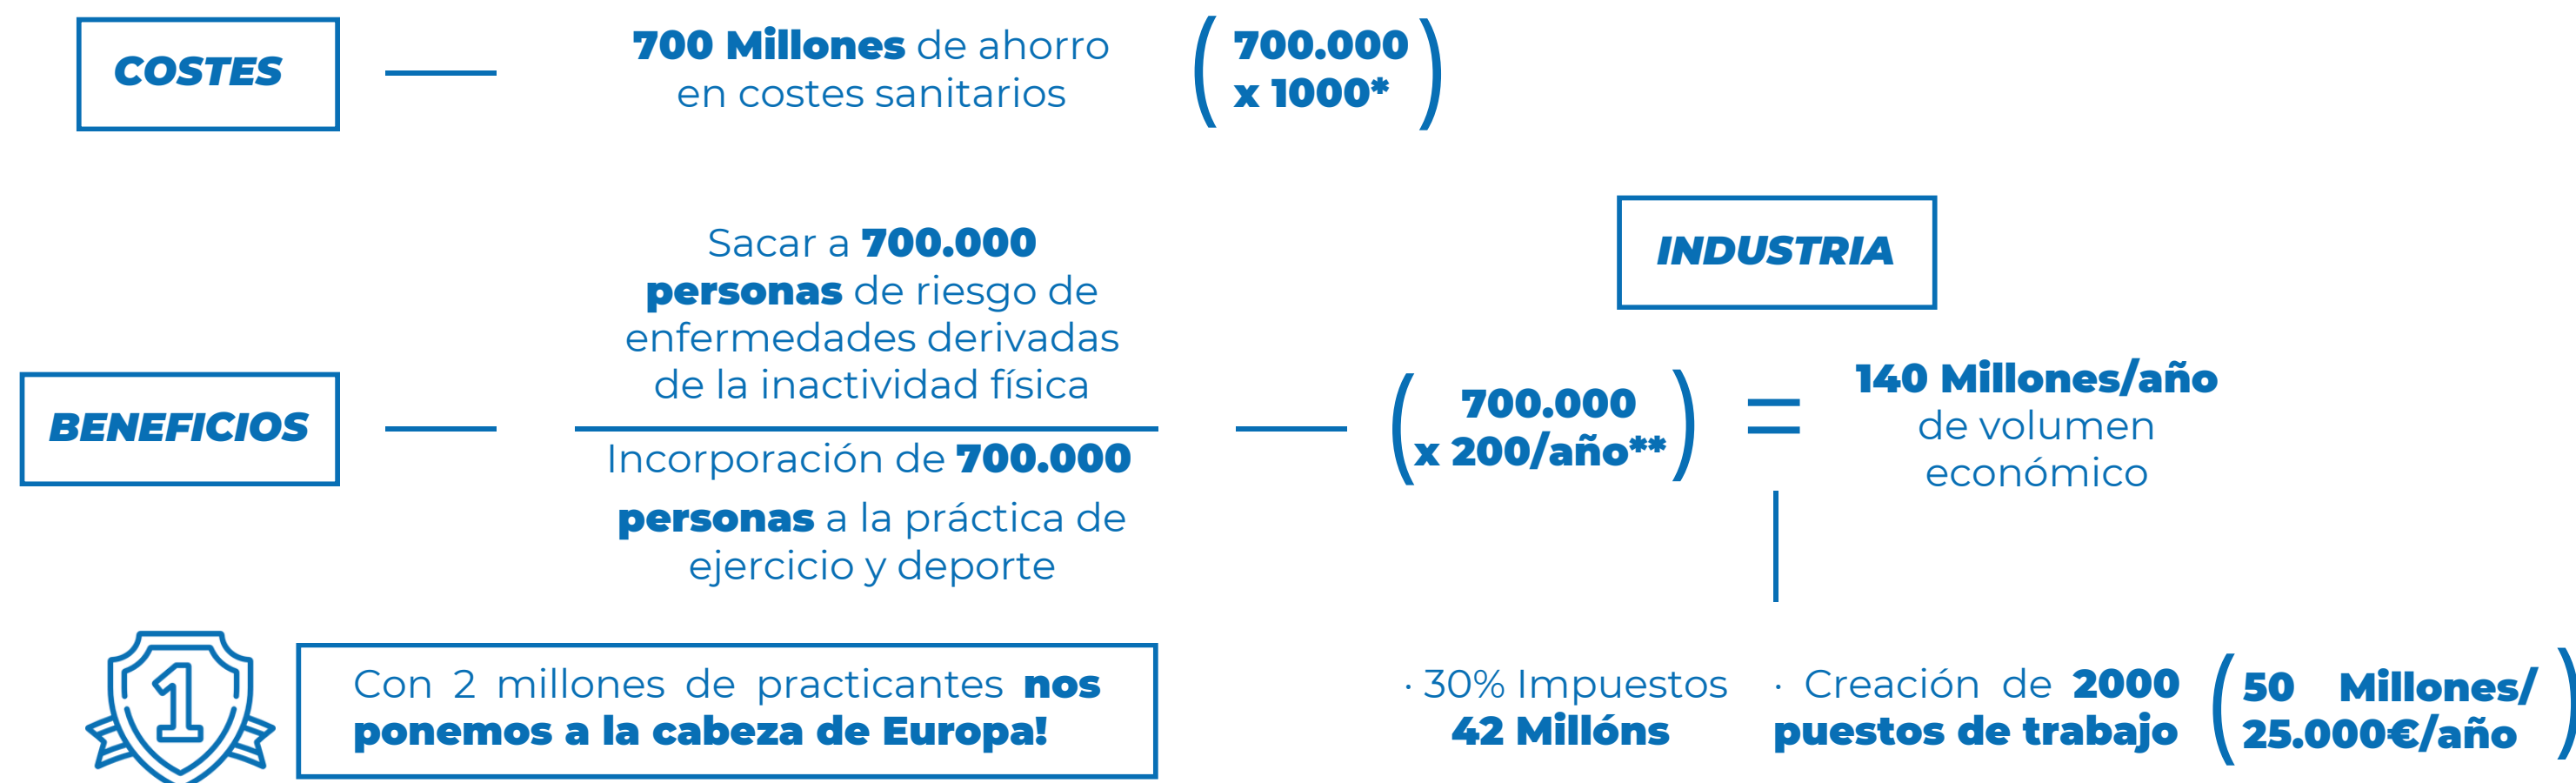 COSTES
700 Millones de ahorro
en costes sanitarios
( 700.000
x 1000* )
Sacar a 700.000
personas de riesgo de
enfermedades derivadas
de la inactividad física
BENEFICIOS
Incorporación de 700.000
personas a la práctica de
ejercicio y deporte
INDUSTRIA
( 700.000
x 200/año** )
=
140 Millones/año
de volumen
económico
1
Con 2 millones de practicantes nos
ponemos a la cabeza de Europa!
· 30% Impuestos
42 Millóns
· Creación de 2000
puestos de trabajo
( 50 Millones/
25.000€/año )